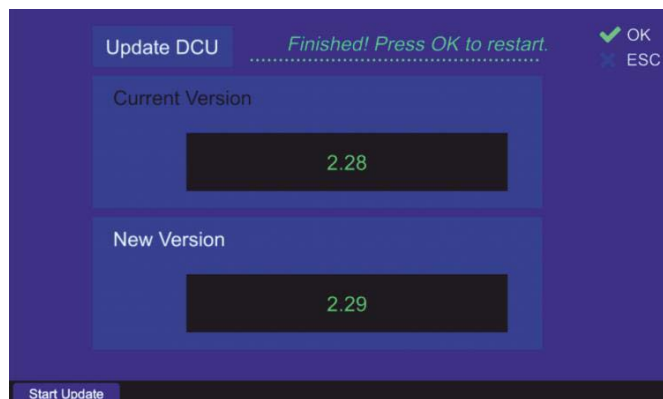 Update DCU
Finished! Press OK to restart.
OK
ESC
Current Version
2.28
New Version
2.29
Start Update